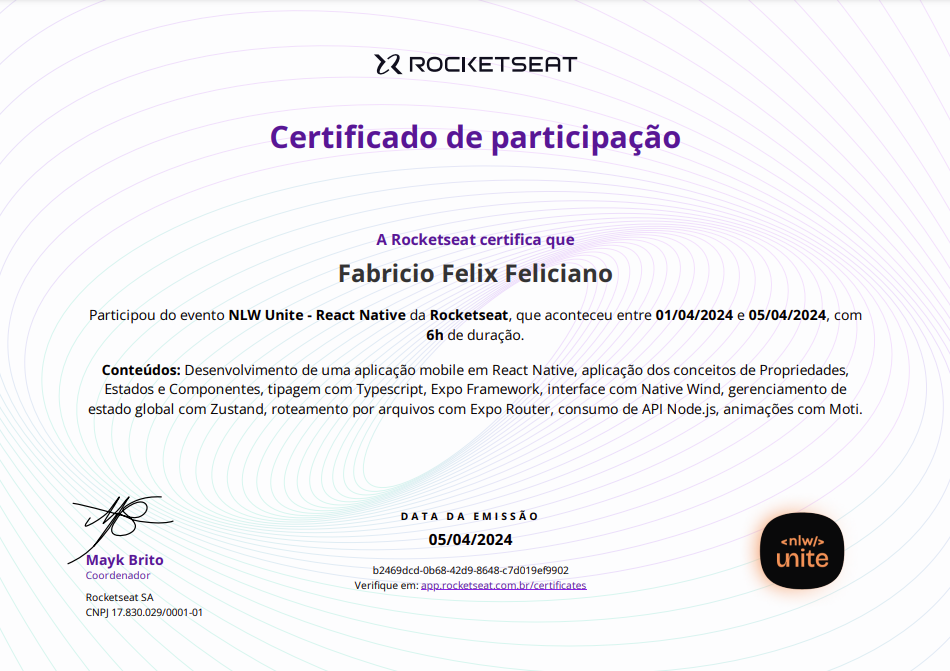 ROCKETSEAT
Certificado de participação
A Rocketseat certifica que
Fabricio Felix Feliciano
Participou do evento NLW Unite - React Native da Rocketseat, que aconteceu entre 01/04/2024 e 05/04/2024, com
6h de duração.
Conteúdos: Desenvolvimento de uma aplicação mobile em React Native, aplicação dos conceitos de Propriedades,
Estados e Componentes, tipagem com Typescript, Expo Framework, interface com Native Wind, gerenciamento de
estado global com Zustand, roteamento por arquivos com Expo Router, consumo de API Node.js, animações com Moti.
Mayk Brito
Coordenador
Rocketseat SA
CNPJ 17.830.029/0001-01
DATA DA EMISSÃO
05/04/2024
b2469dcd-0b68-42d9-8648-c7d019ef9902
Verifique em: app.rocketseat.com.br/certificates
<nlw/>
unite